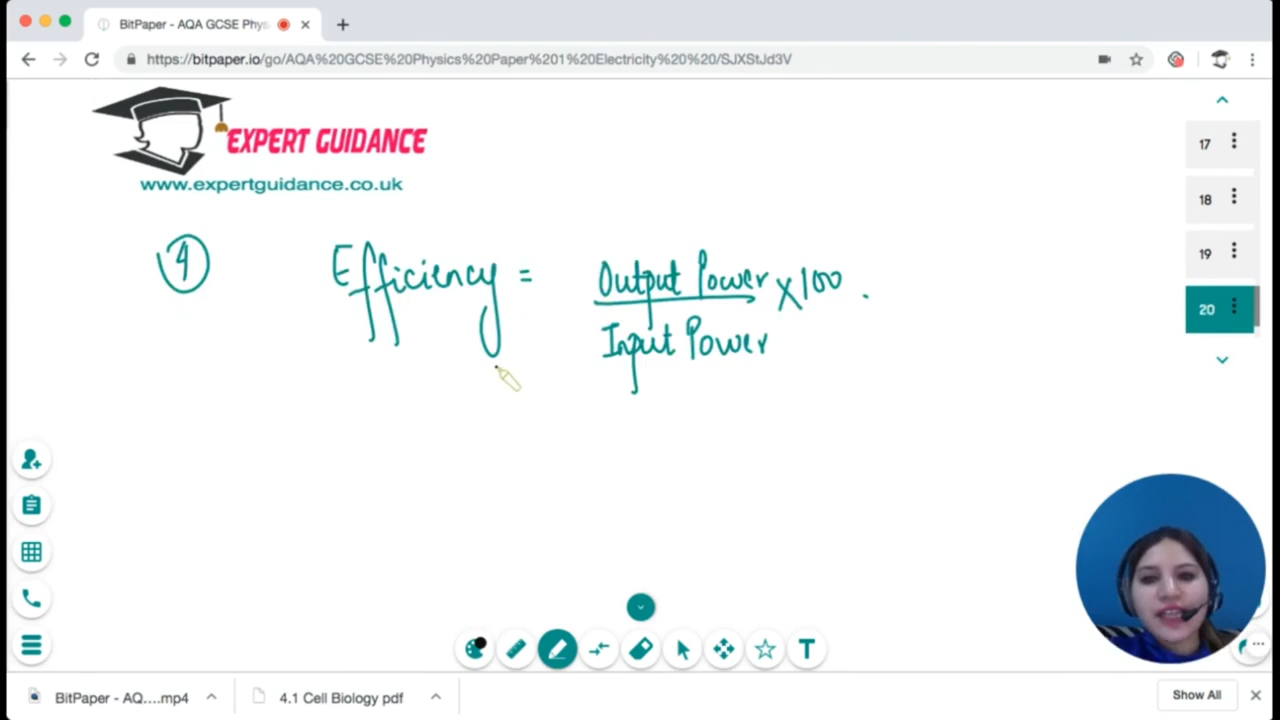 BitPaper - AQA GCSE Phys
https://bitpaper.io/go/AQA%20GCSE%20Physics%20Paper%201%20Electricity%20%20/SJXStJd3V
EXPERT GUIDANCE
www.expertguidance.co.uk
17
18
19
20
Efficiency = Output Power X 100 .
Input Power
T
BitPaper - AQ....mp4
4.1 Cell Biology pdf
Show All